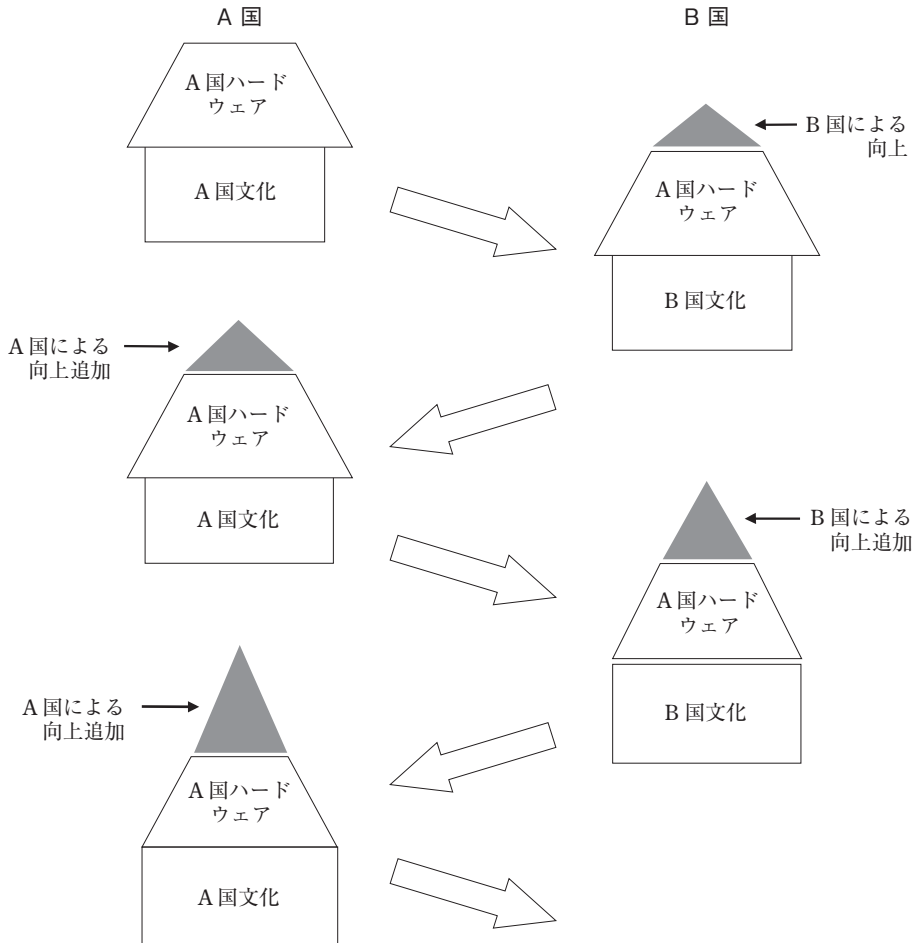 A 国
B 国
A 国ハード
ウェア
A 国文化
B 国による
向上
A 国ハード
ウェア
B 国文化
A 国による
向上追加
A 国ハード
ウェア
A 国文化
B 国による
向上追加
A 国ハード
ウェア
B 国文化
A 国による
向上追加
A 国ハード
ウェア
A 国文化